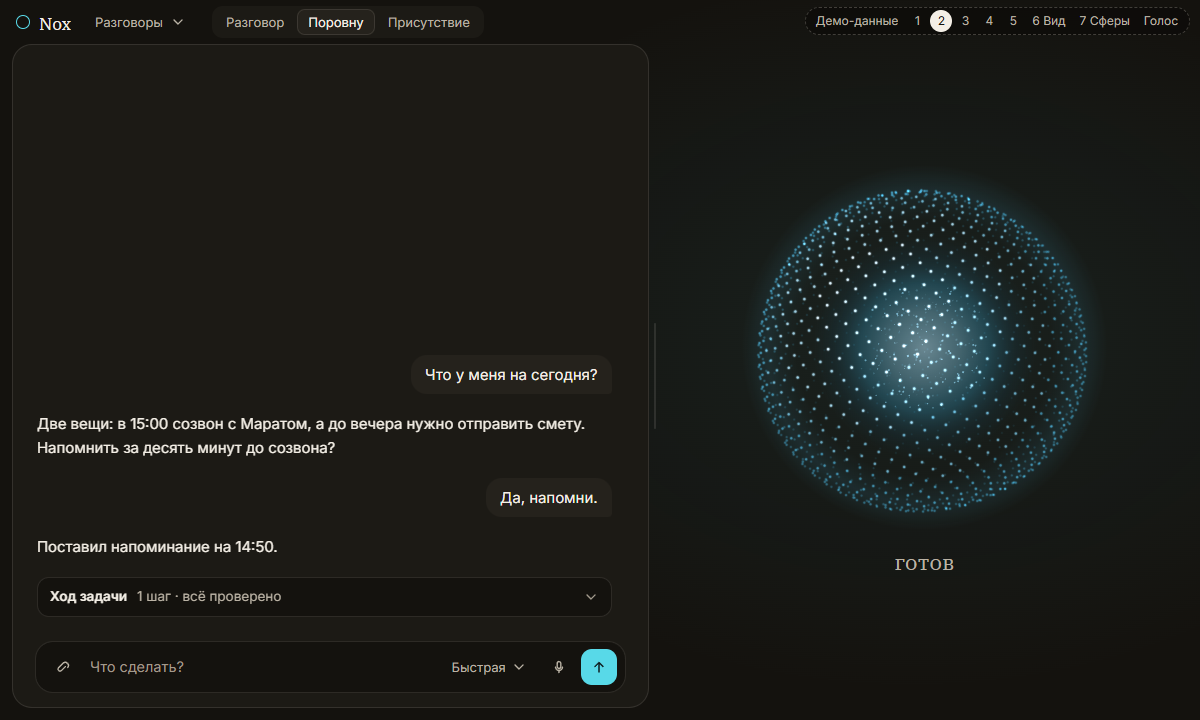 Nox
Разговоры
Разговор Поровну Присутствие
Демо-данные 1 2 3 4 5 6 Вид 7 Сферы Голос
Что у меня на сегодня?
Две вещи: в 15:00 созвон с Маратом, а до вечера нужно отправить смету.
Напомнить за десять минут до созвона?
Да, напомни.
Поставил напоминание на 14:50.
Ход задачи 1 шаг · всё проверено
Что сделать?
Быстрая
ГОТОВ